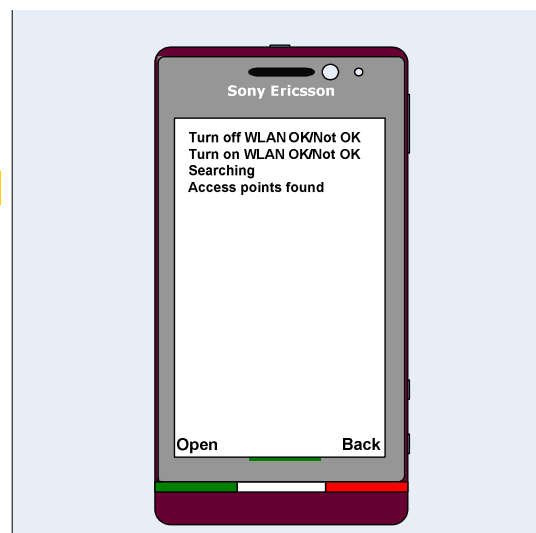 Sony Ericsson
Turn off WLAN OK/Not OK
Turn on WLAN OK/Not OK
Searching
Access points found
Open Back